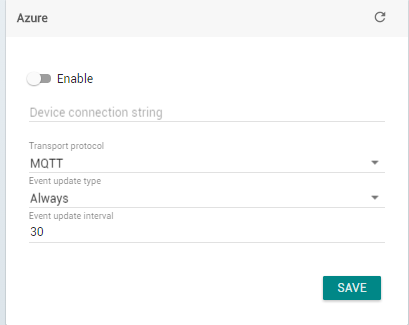 Azure
Enable
Device connection string
Transport protocol
MQTT
Event update type
Always
Event update interval
30
SAVE